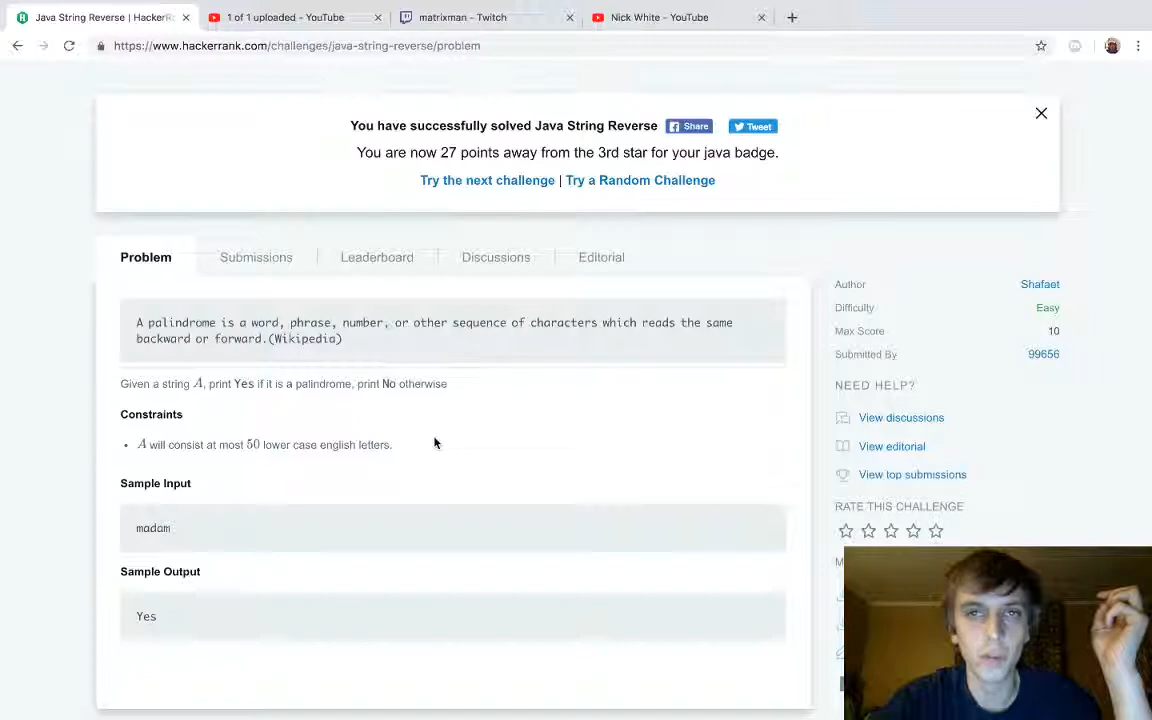 Java String Reverse | HackerR
1 of 1 uploaded - YouTube
matrixman - Twitch
Nick White - YouTube
https://www.hackerrank.com/challenges/java-string-reverse/problem
You have successfully solved Java String Reverse
Share
Tweet
You are now 27 points away from the 3rd star for your java badge.
Try the next challenge | Try a Random Challenge
Problem
Submissions
Leaderboard
Discussions
Editorial
A palindrome is a word, phrase, number, or other sequence of characters which reads the same
backward or forward.(Wikipedia)
Given a string A, print Yes if it is a palindrome, print No otherwise
Constraints
• A will consist at most 50 lower case english letters.
Sample Input
madam
Sample Output
Yes
Author
Shafaet
Difficulty
Easy
Max Score
10
Submitted By
99656
NEED HELP?
View discussions
View editorial
View top submissions
RATE THIS CHALLENGE